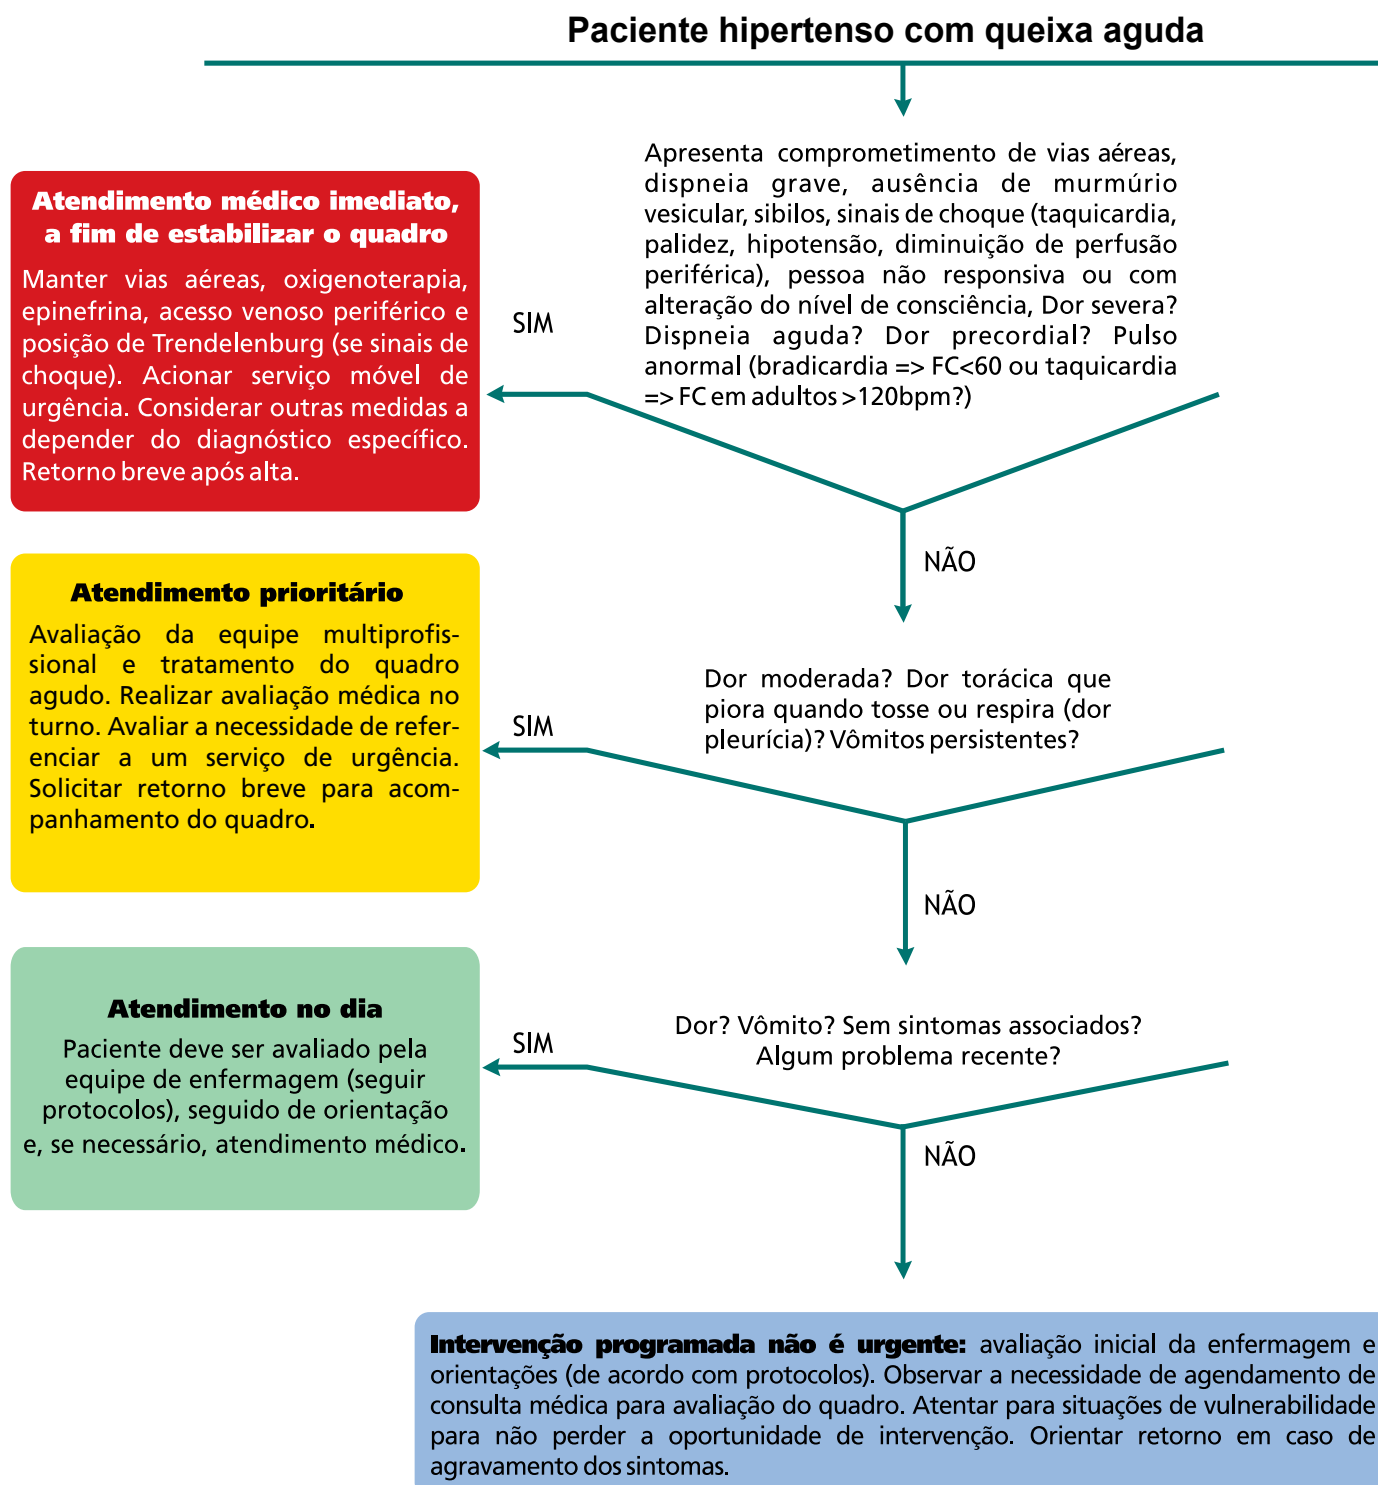 Paciente hipertenso com queixa aguda
Apresenta comprometimento de vias aéreas,
dispneia grave, ausência de murmúrio
vesicular, sibilos, sinais de choque (taquicardia,
palidez, hipotensão, diminuição de perfusão
periférica), pessoa não responsiva ou com
alteração do nível de consciência, Dor severa?
Dispneia aguda? Dor precordial? Pulso
anormal (bradicardia => FC<60 ou taquicardia
=> FC em adultos >120bpm?)
SIM
Atendimento médico imediato,
a fim de estabilizar o quadro
Manter vias aéreas, oxigenoterapia,
epinefrina, acesso venoso periférico e
posição de Trendelenburg (se sinais de
choque). Acionar serviço móvel de
urgência. Considerar outras medidas a
depender do diagnóstico específico.
Retorno breve após alta.
NÃO
Dor moderada? Dor torácica que
piora quando tosse ou respira (dor
pleurícia)? Vômitos persistentes?
SIM
Atendimento prioritário
Avaliação da equipe multiprofis-
sional e tratamento do quadro
agudo. Realizar avaliação médica no
turno. Avaliar a necessidade de refer-
enciar a um serviço de urgência.
Solicitar retorno breve para acom-
panhamento do quadro.
NÃO
Dor? Vômito? Sem sintomas associados?
Algum problema recente?
SIM
Atendimento no dia
Paciente deve ser avaliado pela
equipe de enfermagem (seguir
protocolos), seguido de orientação
e, se necessário, atendimento médico.
NÃO
Intervenção programada não é urgente: avaliação inicial da enfermagem e
orientações (de acordo com protocolos). Observar a necessidade de agendamento de
consulta médica para avaliação do quadro. Atentar para situações de vulnerabilidade
para não perder a oportunidade de intervenção. Orientar retorno em caso de
agravamento dos sintomas.